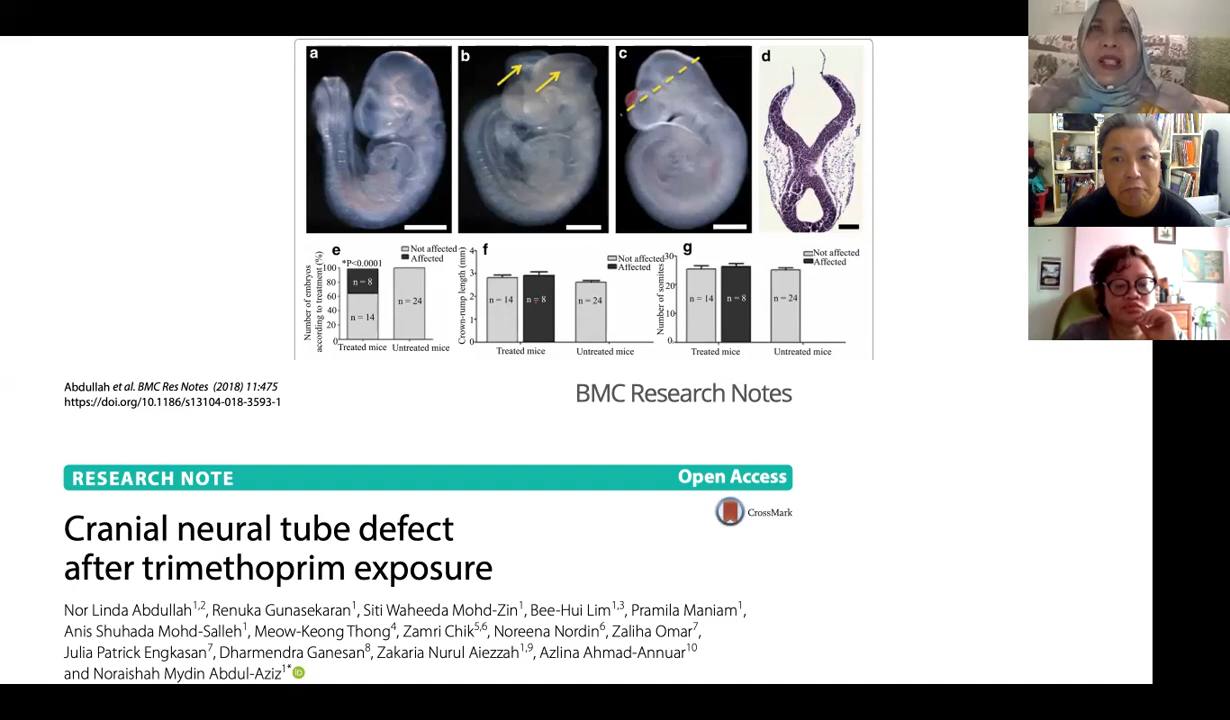 a
b
c
d
e
Not affected
Affected
*P<0.0001
Number of embryos
according to treatment (%)
100
80
60
40
20
0
n = 8
n = 14
n = 24
Treated mice
Untreated mice
f
Not affected
Affected
Crown-rump length (mm)
4
3
2
1
0
n = 14
n = 8
n = 24
Treated mice
Untreated mice
g
Not affected
Affected
Number of somites
30
20
10
0
n = 14
n = 8
n = 24
Treated mice
Untreated mice
Abdullah et al. BMC Res Notes (2018) 11:475
https://doi.org/10.1186/s13104-018-3593-1
BMC Research Notes
RESEARCH NOTE
Open Access
CrossMark
Cranial neural tube defect
after trimethoprim exposure
Nor Linda Abdullah1,2, Renuka Gunasekaran1, Siti Waheeda Mohd-Zin1, Bee-Hui Lim1,3, Pramila Maniam1,
Anis Shuhada Mohd-Salleh1, Meow-Keong Thong4, Zamri Chik5,6, Noreena Nordin6, Zaliha Omar7,
Julia Patrick Engkasan7, Dharmendra Ganesan8, Zakaria Nurul Aiezzah1,9, Azlina Ahmad-Annuar10
and Noraishah Mydin Abdul-Aziz1* iD